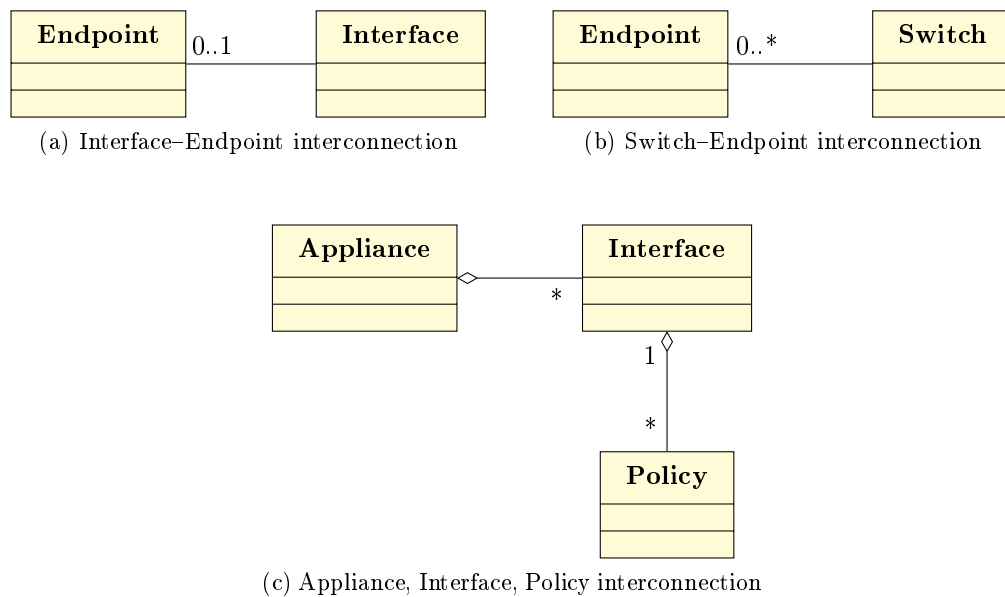 Endpoint
0..1
Interface
Endpoint
0..*
Switch
(a) Interface–Endpoint interconnection
(b) Switch–Endpoint interconnection
Appliance
*
Interface
1
*
Policy
(c) Appliance, Interface, Policy interconnection